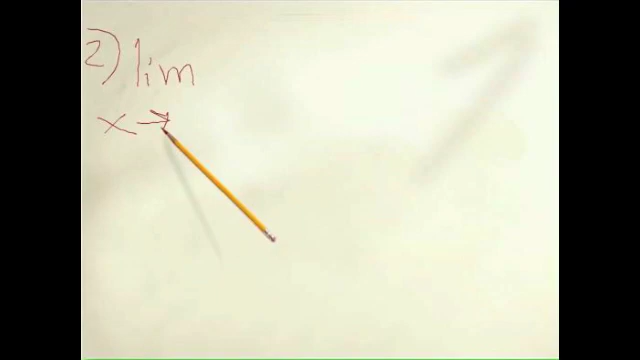 2) lim
x →